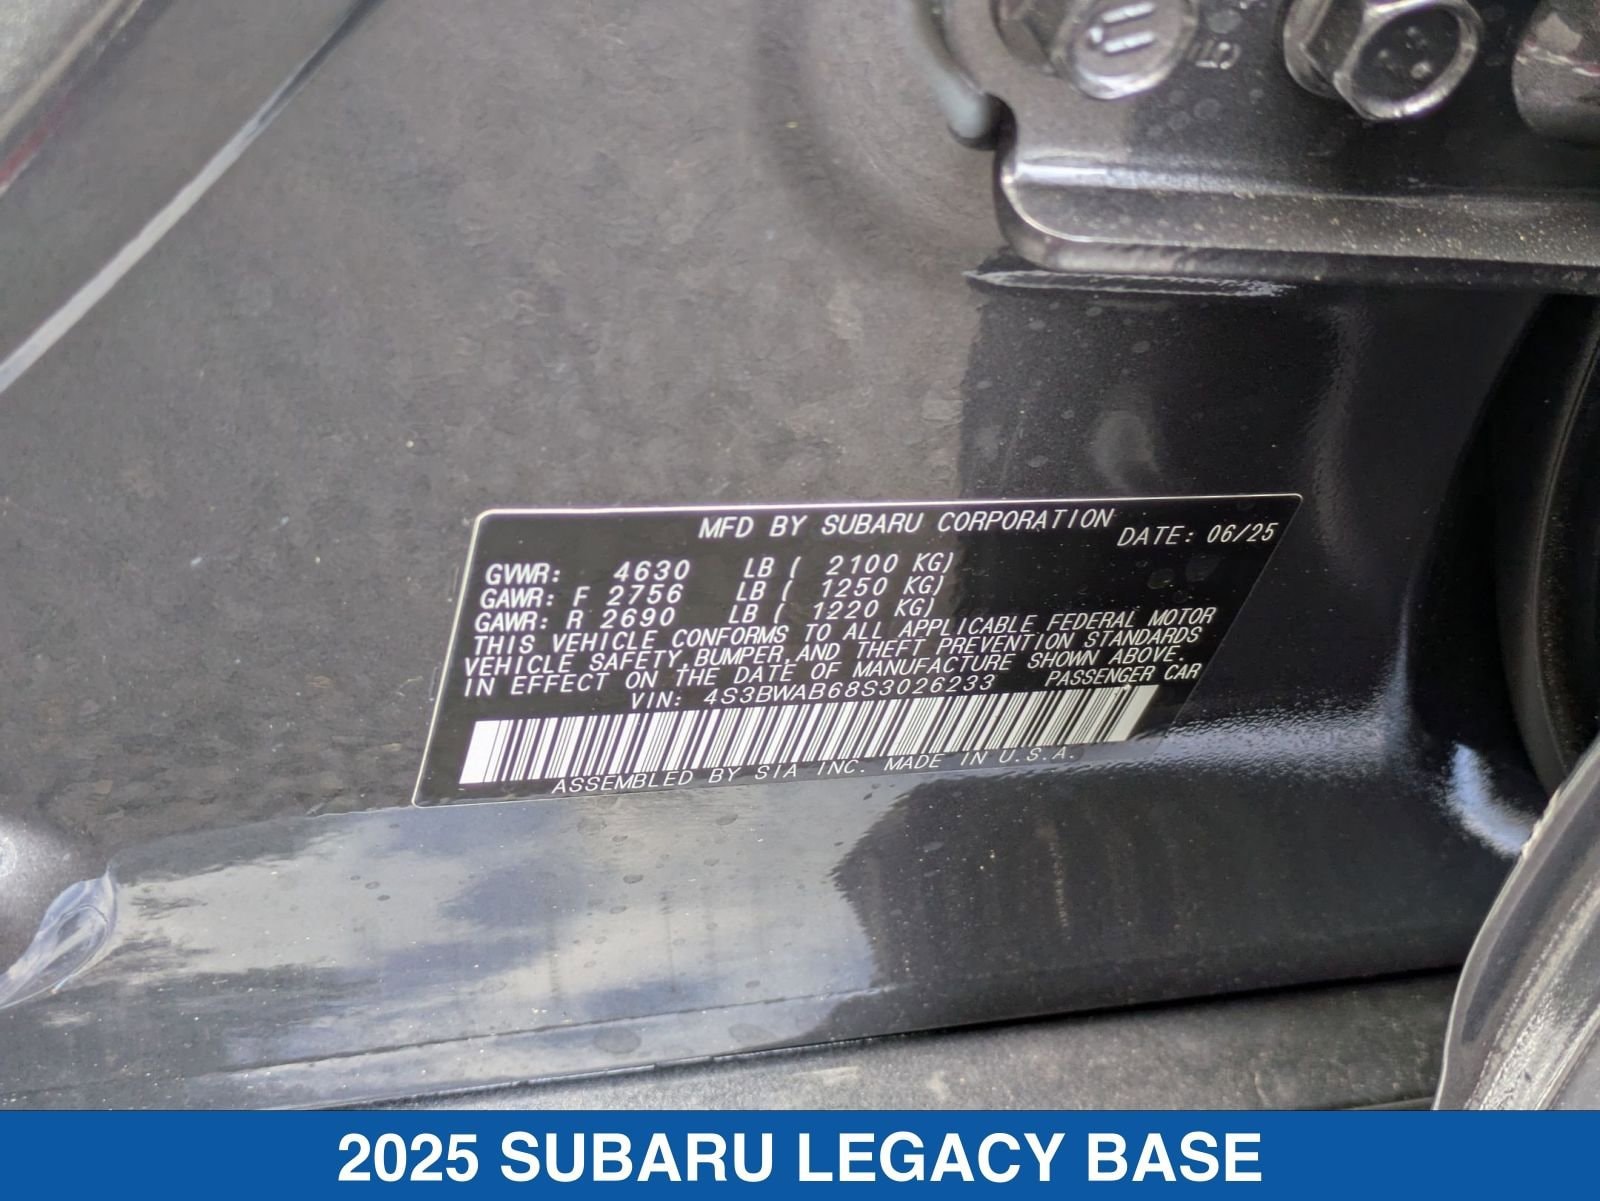 MFD BY SUBARU CORPORATION DATE: 06/25
GVWR: 4630 LB ( 2100 KG)
GAWR: F 2756 LB ( 1250 KG)
GAWR: R 2690 LB ( 1220 KG)
THIS VEHICLE CONFORMS TO ALL APPLICABLE FEDERAL MOTOR
VEHICLE SAFETY,BUMPER,AND THEFT PREVENTION STANDARDS
IN EFFECT ON THE DATE OF MANUFACTURE SHOWN ABOVE.
VIN: 4S3BWAB68S3026233 PASSENGER CAR
ASSEMBLED BY SIA INC. MADE IN U.S.A.
2025 SUBARU LEGACY BASE